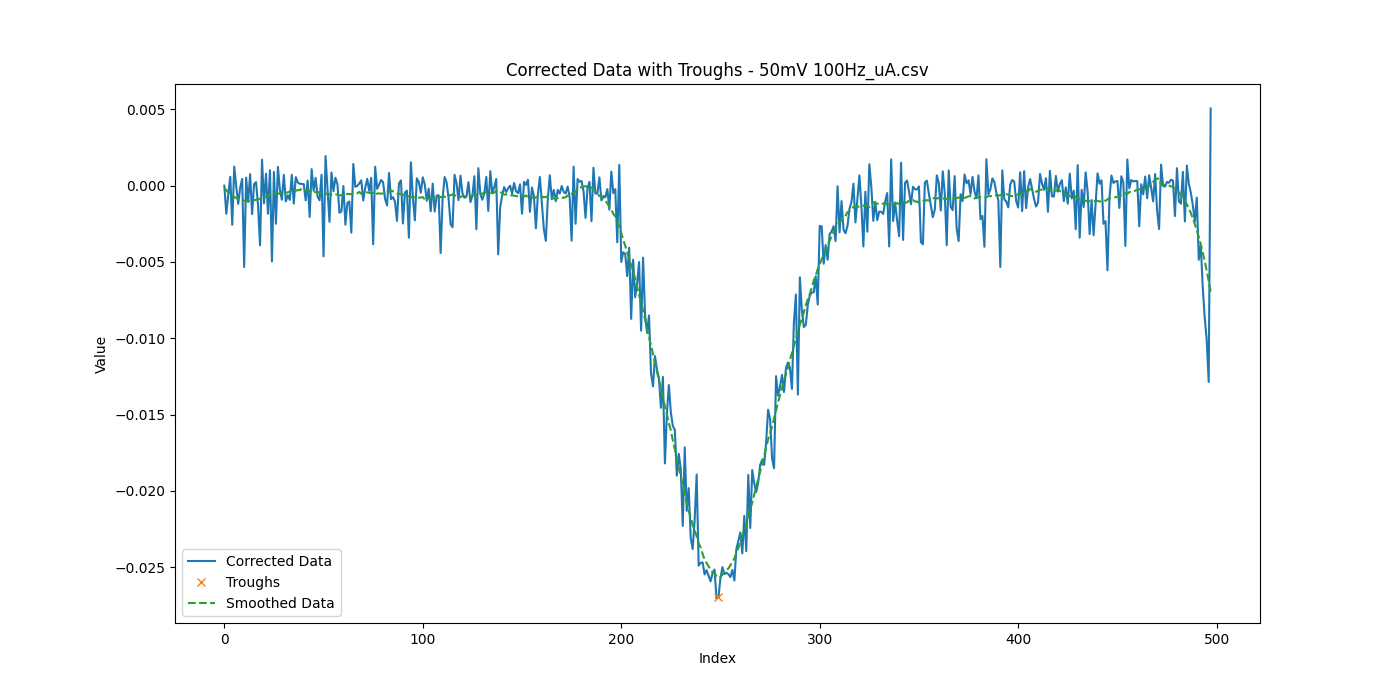 Corrected Data with Troughs - 50mV 100Hz_uA.csv
0.005
0.000
−0.005
−0.010
−0.015
−0.020
−0.025
Value
Corrected Data
Troughs
Smoothed Data
0 100 200 300 400 500
Index